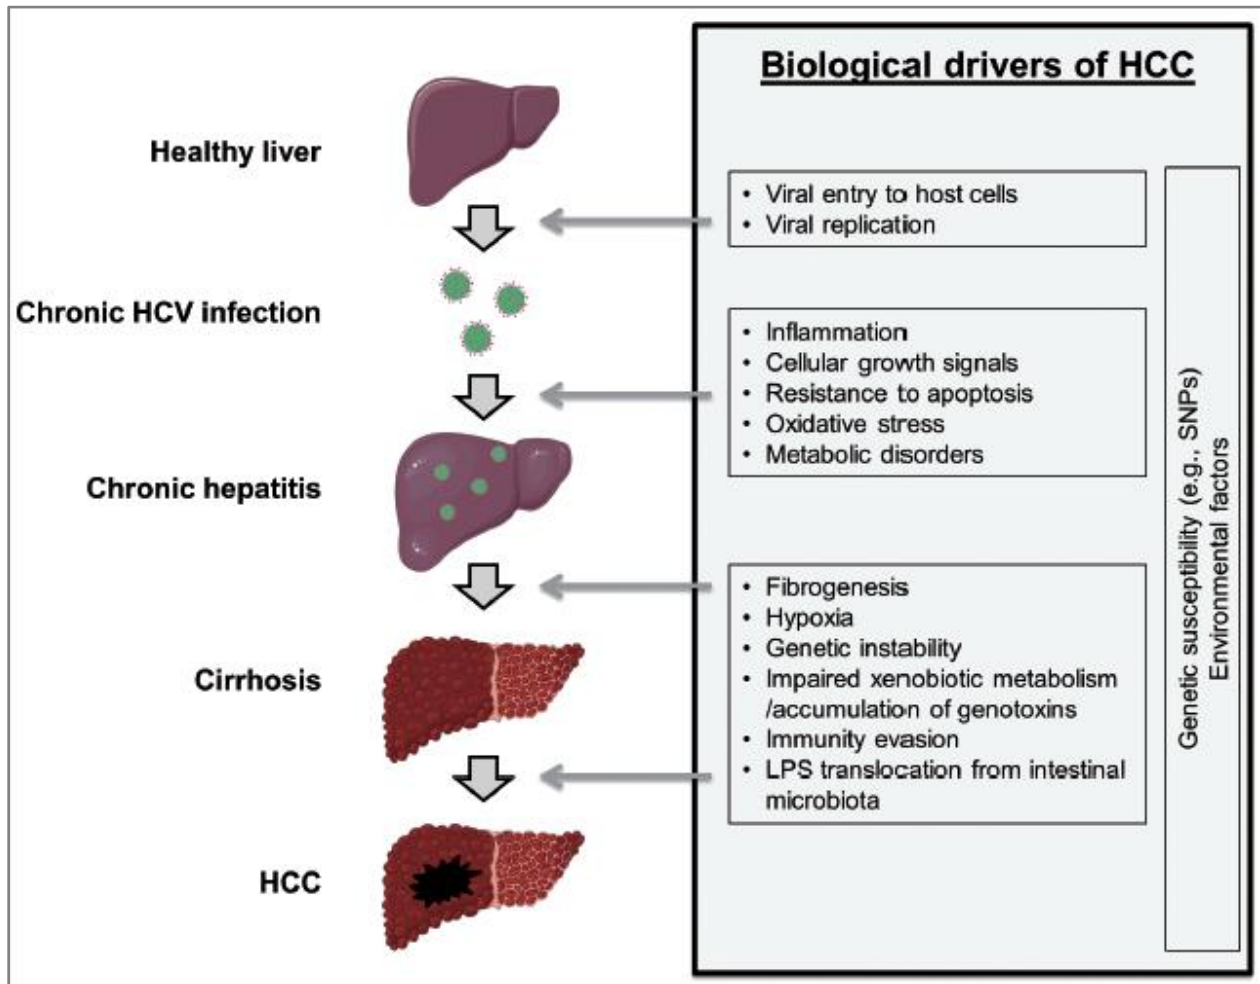 Biological drivers of HCC
Healthy liver
• Viral entry to host cells
• Viral replication
Chronic HCV infection
• Inflammation
• Cellular growth signals
• Resistance to apoptosis
• Oxidative stress
• Metabolic disorders
Chronic hepatitis
• Fibrogenesis
• Hypoxia
• Genetic instability
• Impaired xenobiotic metabolism
/accumulation of genotoxins
• Immunity evasion
• LPS translocation from intestinal
microbiota
Cirrhosis
HCC
Genetic susceptibility (e.g., SNPs)
Environmental factors